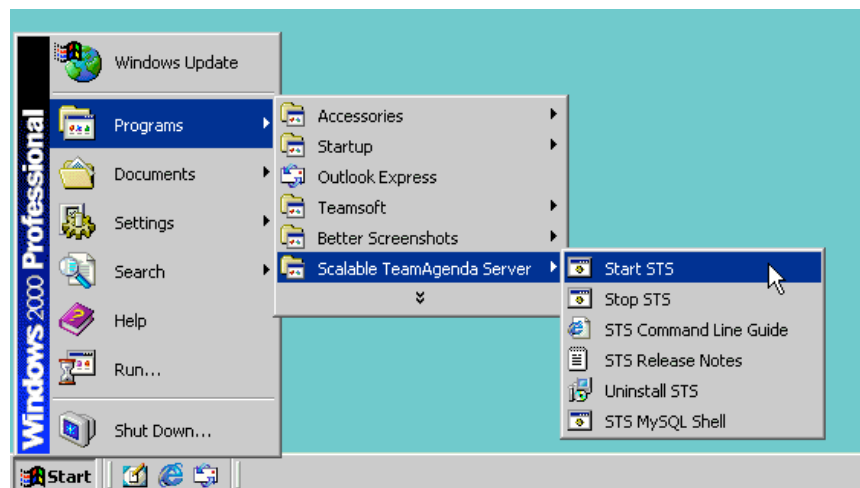 Windows 2000 Professional
Windows Update
Programs
Documents
Settings
Search
Help
Run...
Shut Down...
Accessories
Startup
Outlook Express
Teamsoft
Better Screenshots
Scalable TeamAgenda Server
Start STS
Stop STS
STS Command Line Guide
STS Release Notes
Uninstall STS
STS MySQL Shell
Start